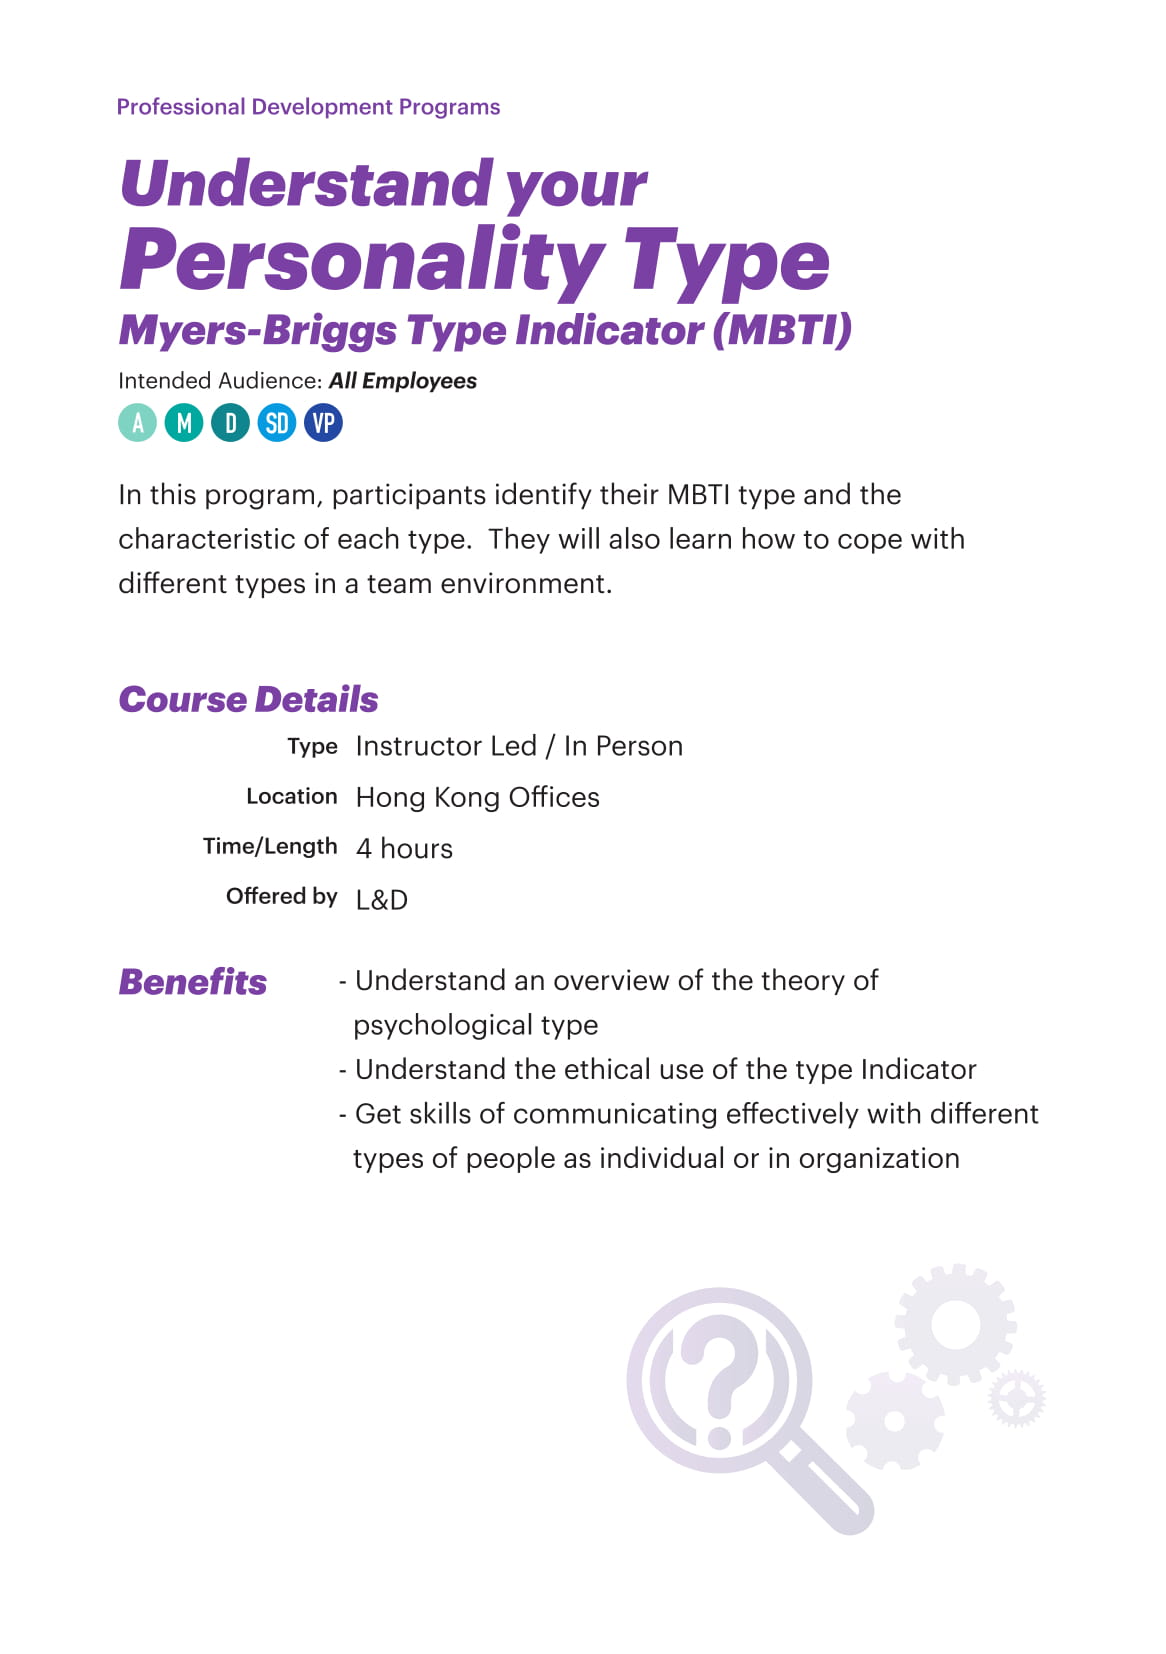 Professional Development Programs
Understand your
Personality Type
Myers-Briggs Type Indicator (MBTI)
Intended Audience: All Employees
A M D SD VP
In this program, participants identify their MBTI type and the
characteristic of each type.  They will also learn how to cope with
different types in a team environment.
Course Details
Type Instructor Led / In Person
Location Hong Kong Offices
Time/Length 4 hours
Offered by L&D
Benefits - Understand an overview of the theory of
psychological type
- Understand the ethical use of the type Indicator
- Get skills of communicating effectively with different
types of people as individual or in organization
?